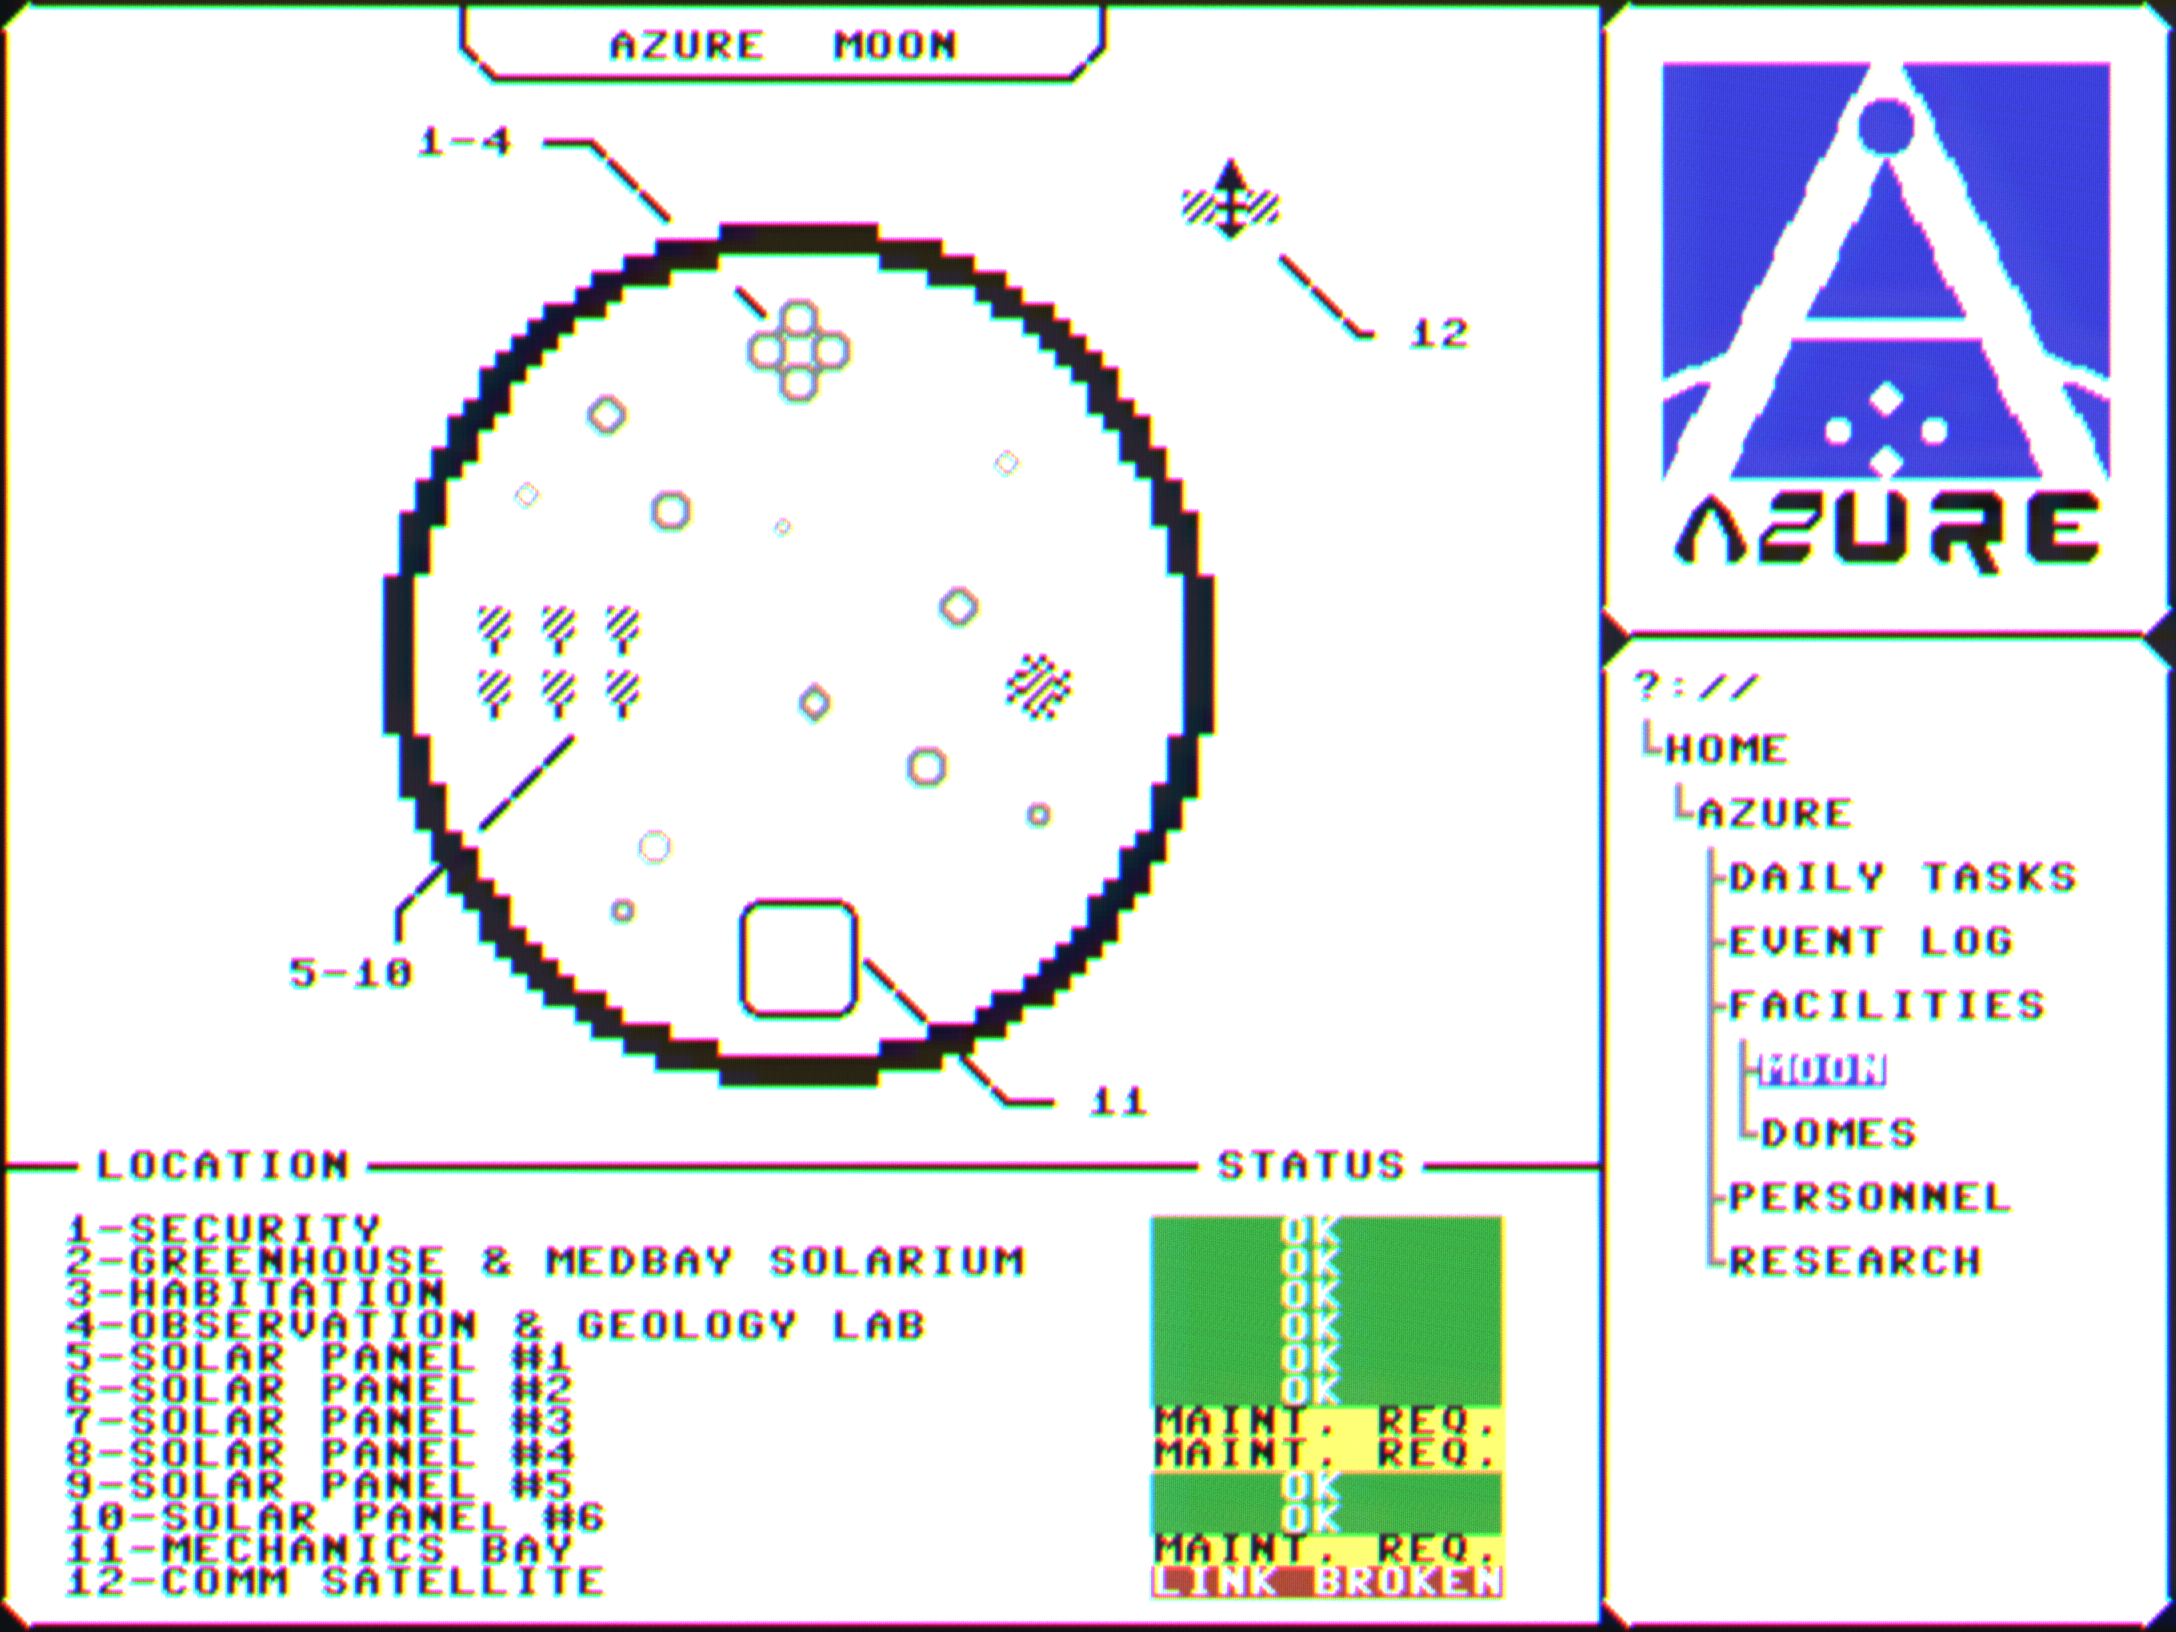 AZURE MOON
1-4
12
5-10
11
LOCATION STATUS
1-SECURITY OK
2-GREENHOUSE & MEDBAY SOLARIUM OK
3-HABITATION OK
4-OBSERVATION & GEOLOGY LAB OK
5-SOLAR PANEL #1 OK
6-SOLAR PANEL #2 OK
7-SOLAR PANEL #3 MAINT. REQ.
8-SOLAR PANEL #4 MAINT. REQ.
9-SOLAR PANEL #5 OK
10-SOLAR PANEL #6 OK
11-MECHANICS BAY MAINT. REQ.
12-COMM SATELLITE LINK BROKEN
AZURE
?://
HOME
AZURE
DAILY TASKS
EVENT LOG
FACILITIES
MOON
DOMES
PERSONNEL
RESEARCH